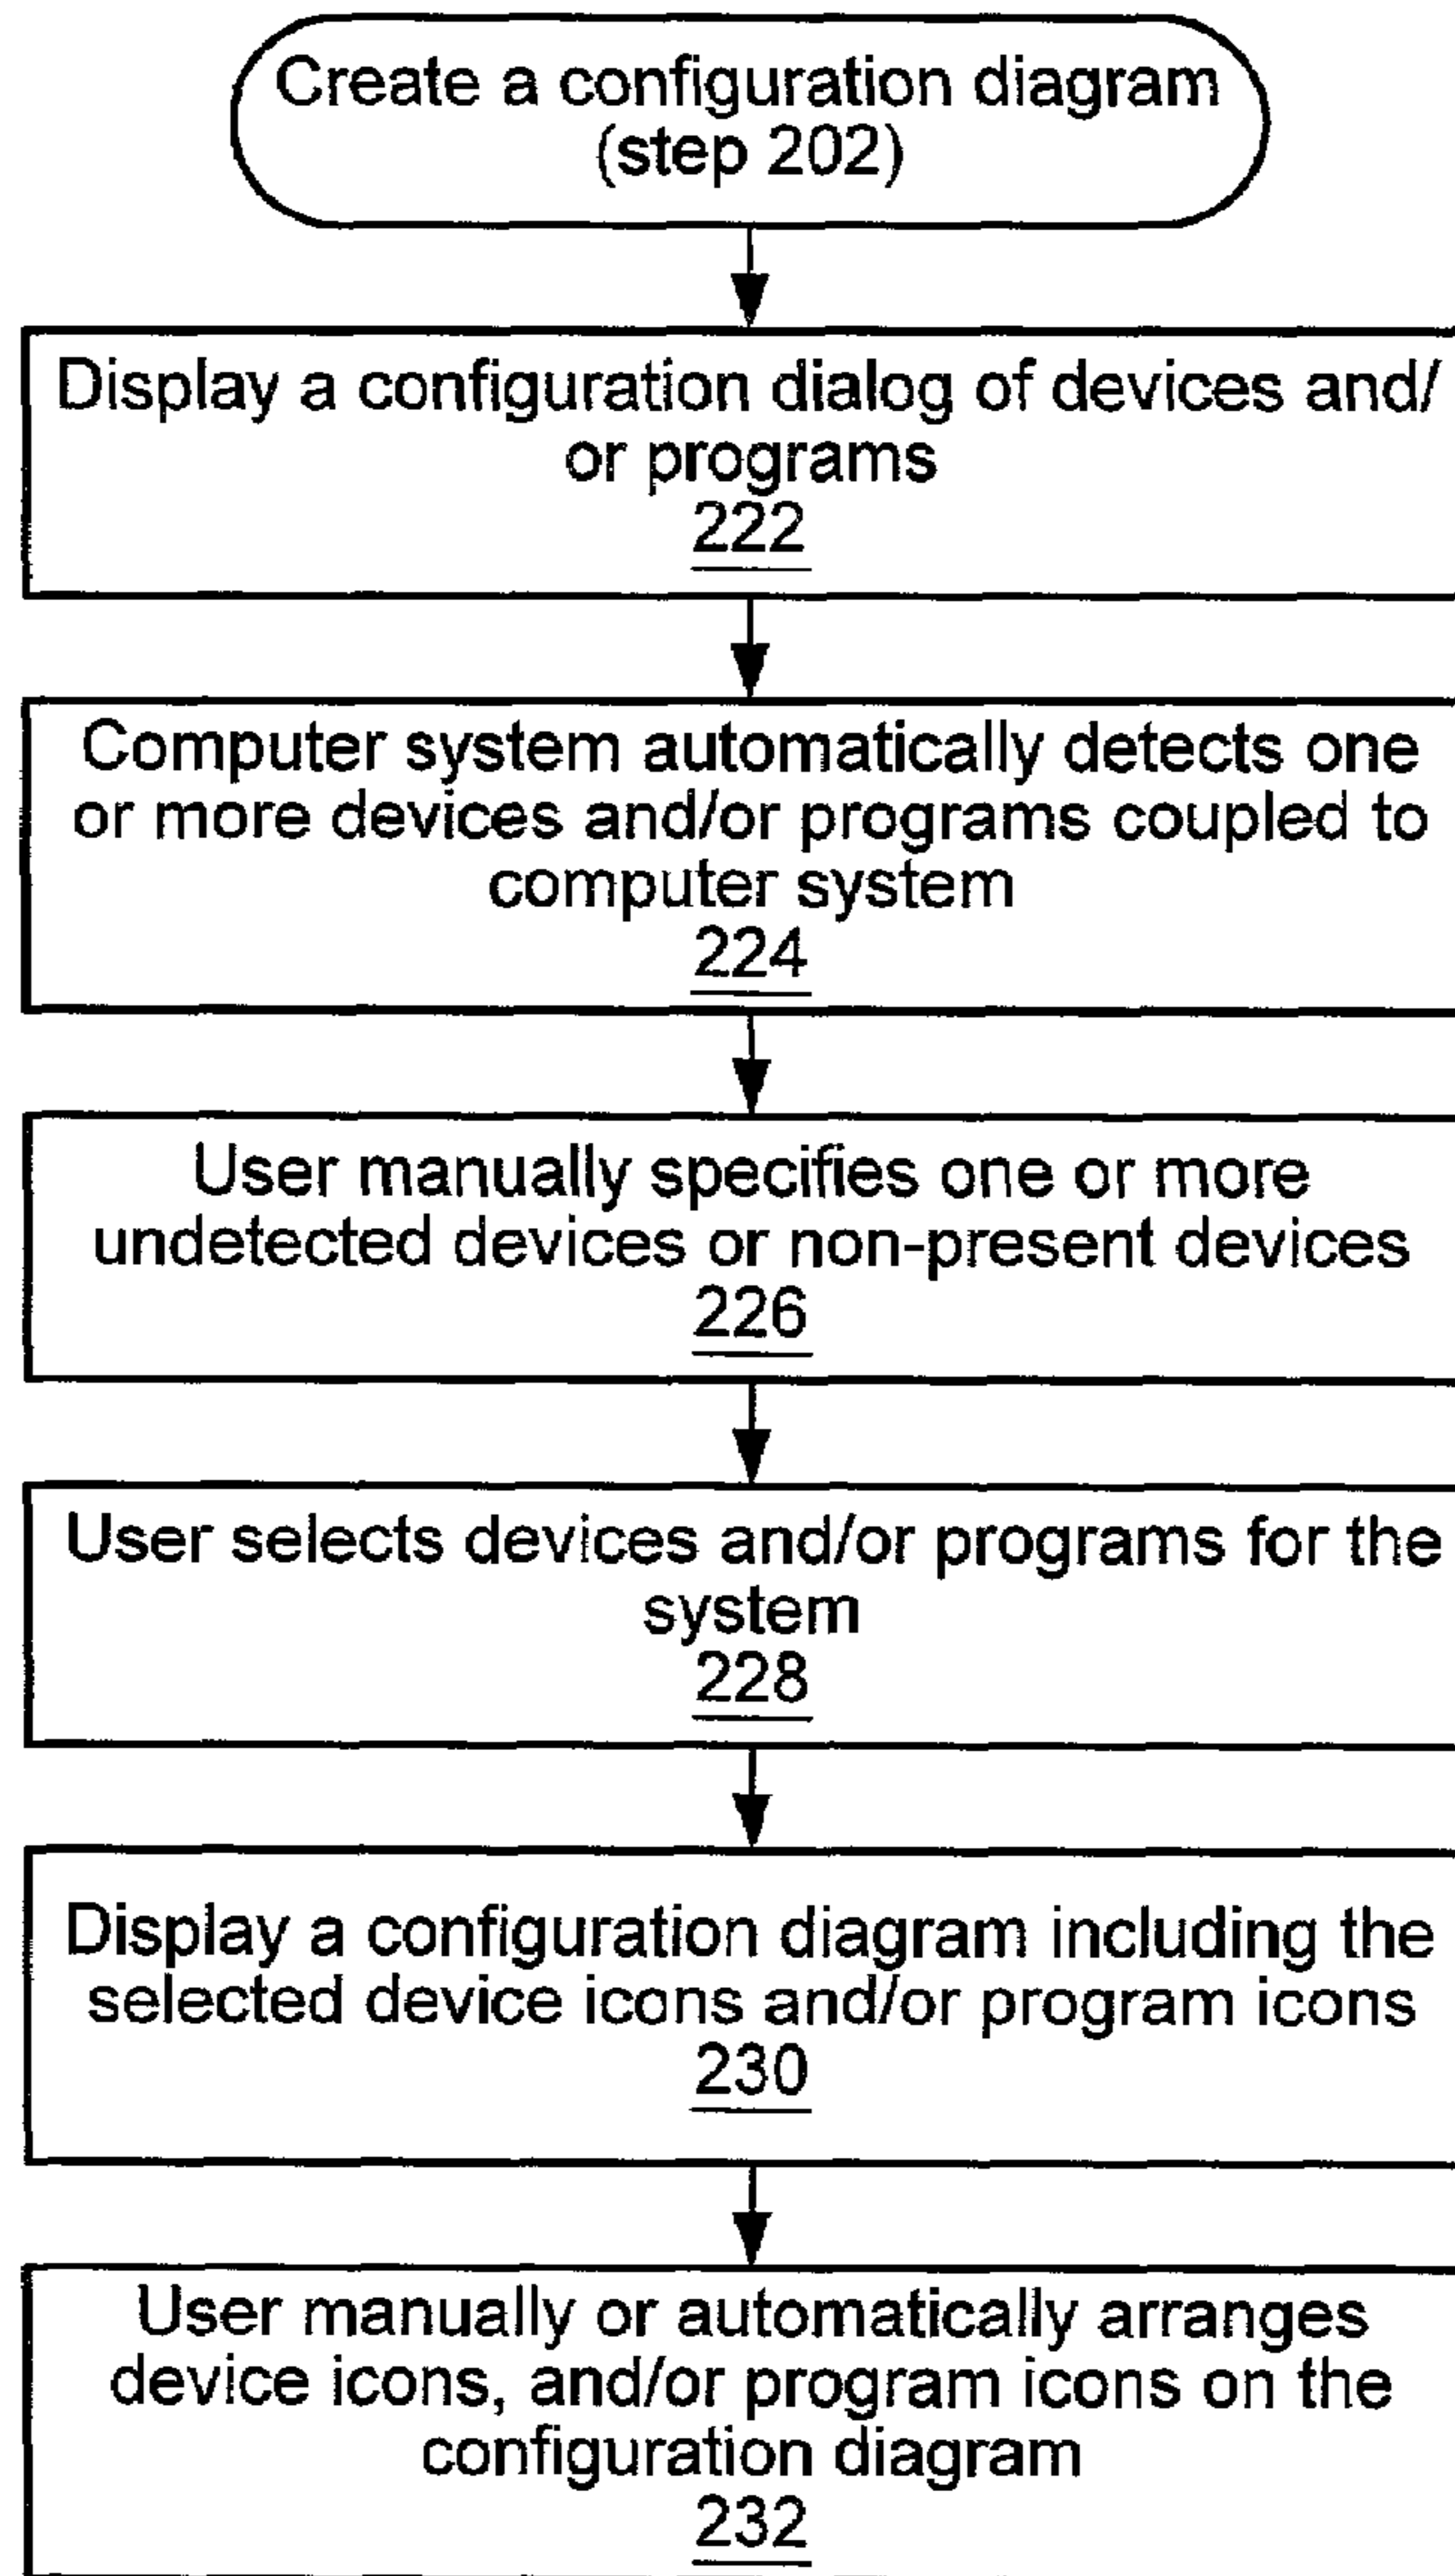 Create a configuration diagram
(step 202)
Display a configuration dialog of devices and/
or programs
222
Computer system automatically detects one
or more devices and/or programs coupled to
computer system
224
User manually specifies one or more
undetected devices or non-present devices
226
User selects devices and/or programs for the
system
228
Display a configuration diagram including the
selected device icons and/or program icons
230
User manually or automatically arranges
device icons, and/or program icons on the
configuration diagram
232